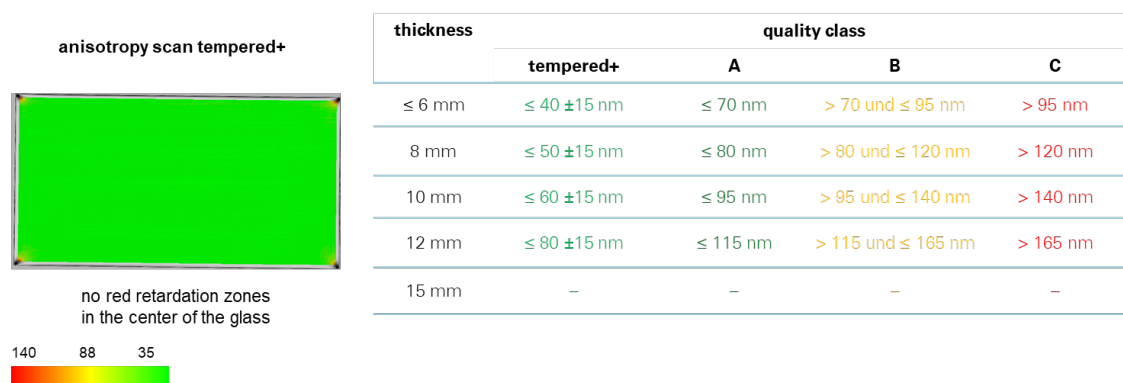 anisotropy scan tempered+
no red retardation zones
in the center of the glass
140 88 35
thickness quality class
tempered+ A B C
≤ 6 mm ≤ 40 ±15 nm ≤ 70 nm > 70 und ≤ 95 nm > 95 nm
8 mm ≤ 50 ±15 nm ≤ 80 nm > 80 und ≤ 120 nm > 120 nm
10 mm ≤ 60 ±15 nm ≤ 95 nm > 95 und ≤ 140 nm > 140 nm
12 mm ≤ 80 ±15 nm ≤ 115 nm > 115 und ≤ 165 nm > 165 nm
15 mm – – – –